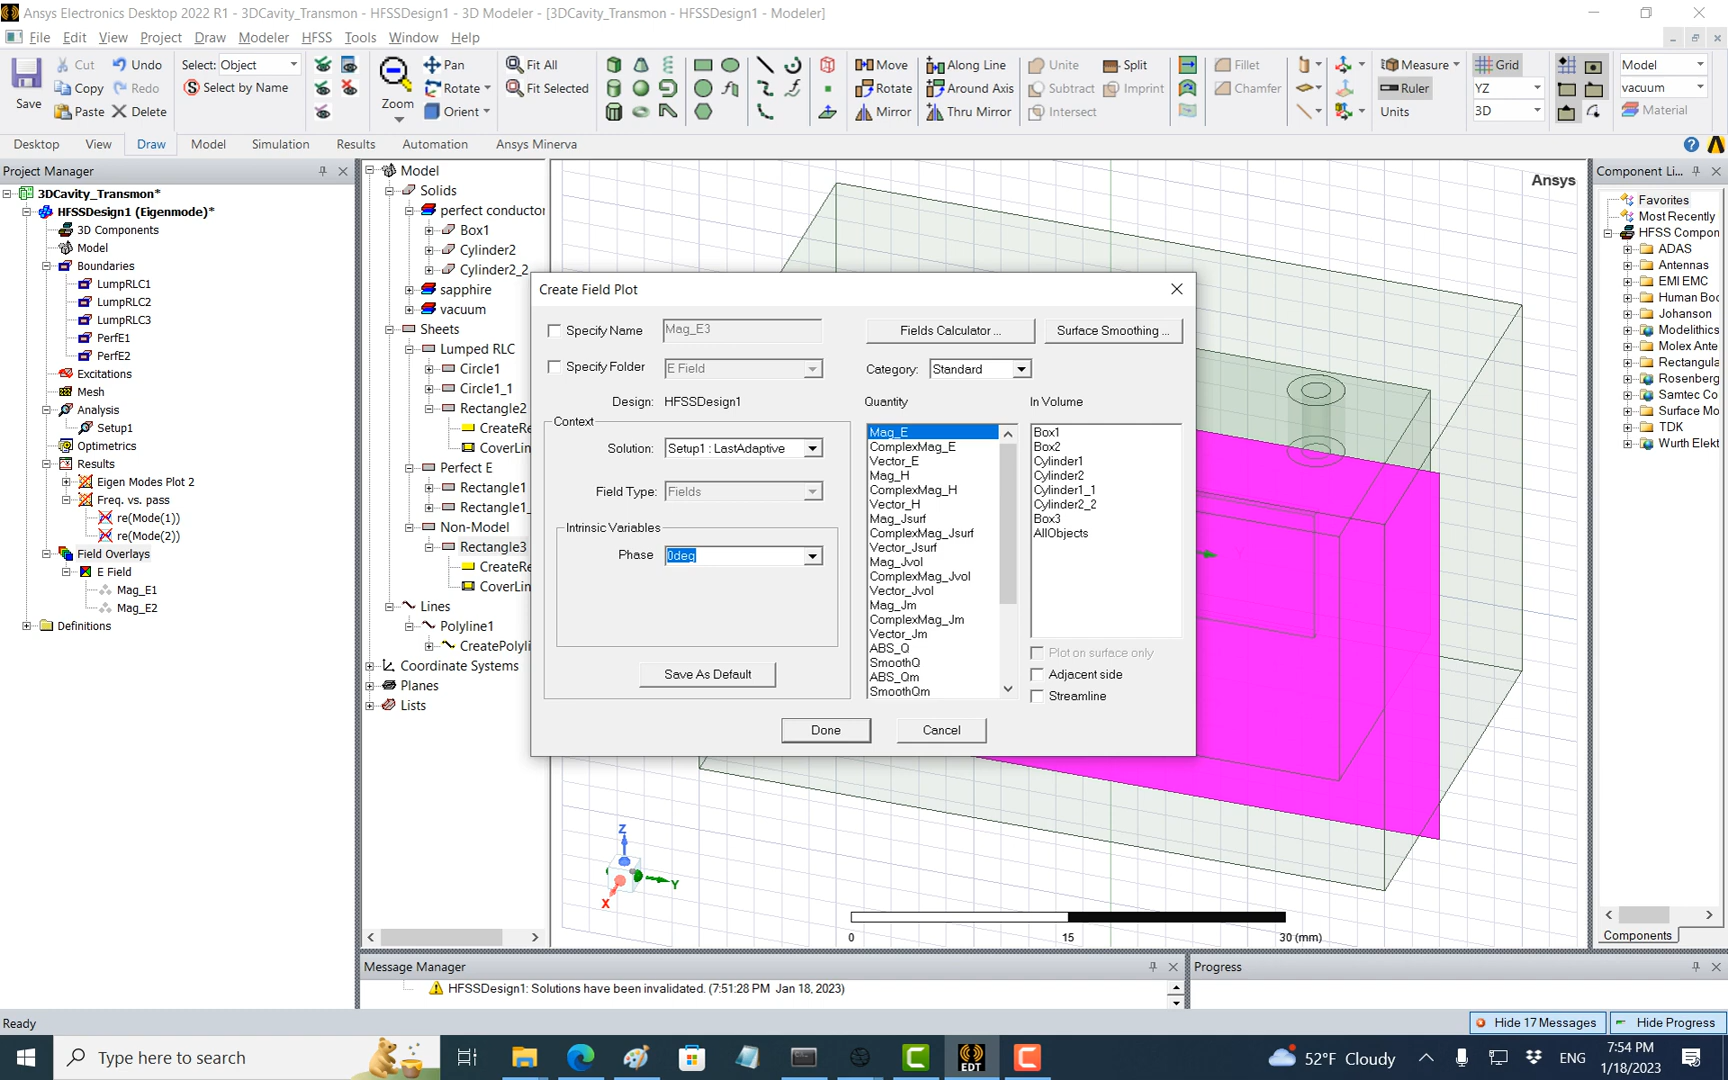 Ansys Electronics Desktop 2022 R1 - 3DCavity_Transmon - HFSSDesign1 - 3D Modeler - [3DCavity_Transmon - HFSSDesign1 - Modeler]
File Edit View Project Draw Modeler HFSS Tools Window Help
Save
Cut
Copy
Paste
Undo
Redo
Delete
Select: Object
Select by Name
Zoom
Pan
Rotate
Orient
Fit All
Fit Selected
Move
Rotate
Mirror
Along Line
Around Axis
Thru Mirror
Unite
Subtract
Intersect
Split
Imprint
Fillet
Chamfer
Measure
Ruler
Units
Grid
YZ
3D
Model
vacuum
Material
Desktop View Draw Model Simulation Results Automation Ansys Minerva
Project Manager
3DCavity_Transmon*
HFSSDesign1 (Eigenmode)*
3D Components
Model
Boundaries
LumpRLC1
LumpRLC2
LumpRLC3
PerfE1
PerfE2
Excitations
Mesh
Analysis
Setup1
Optimetrics
Results
Eigen Modes Plot 2
Freq. vs. pass
re(Mode(1))
re(Mode(2))
Field Overlays
E Field
Mag_E1
Mag_E2
Definitions
Model
Solids
perfect conductor
Box1
Cylinder2
Cylinder2_2
sapphire
vacuum
Sheets
Lumped RLC
Circle1
Circle1_1
Rectangle2
CreateRe
CoverLin
Perfect E
Rectangle1
Rectangle1_
Non-Model
Rectangle3
CreateRe
CoverLin
Lines
Polyline1
CreatePolyli
Coordinate Systems
Planes
Lists
Ansys
Create Field Plot
Specify Name Mag_E3
Fields Calculator ...
Surface Smoothing ...
Specify Folder E Field
Category: Standard
Design: HFSSDesign1
Quantity
In Volume
Context
Solution: Setup1 : LastAdaptive
Field Type: Fields
Intrinsic Variables
Phase 0deg
Save As Default
Mag_E
ComplexMag_E
Vector_E
Mag_H
ComplexMag_H
Vector_H
Mag_Jsurf
ComplexMag_Jsurf
Vector_Jsurf
Mag_Jvol
ComplexMag_Jvol
Vector_Jvol
Mag_Jm
ComplexMag_Jm
Vector_Jm
ABS_Q
SmoothQ
ABS_Qm
SmoothQm
Box1
Box2
Cylinder1
Cylinder2
Cylinder1_1
Cylinder2_2
Box3
AllObjects
Plot on surface only
Adjacent side
Streamline
Done
Cancel
Z
Y
X
0 15 30 (mm)
Component Li...
Favorites
Most Recently
HFSS Compon
ADAS
Antennas
EMI EMC
Human Boo
Johanson
Modelithics
Molex Ante
Rectangula
Rosenberg
Samtec Co
Surface Mo
TDK
Wurth Elekt
Components
Message Manager
HFSSDesign1: Solutions have been invalidated. (7:51:28 PM Jan 18, 2023)
Progress
Ready
Hide 17 Messages
Hide Progress
Type here to search
EDT
52°F Cloudy
ENG
7:54 PM
1/18/2023